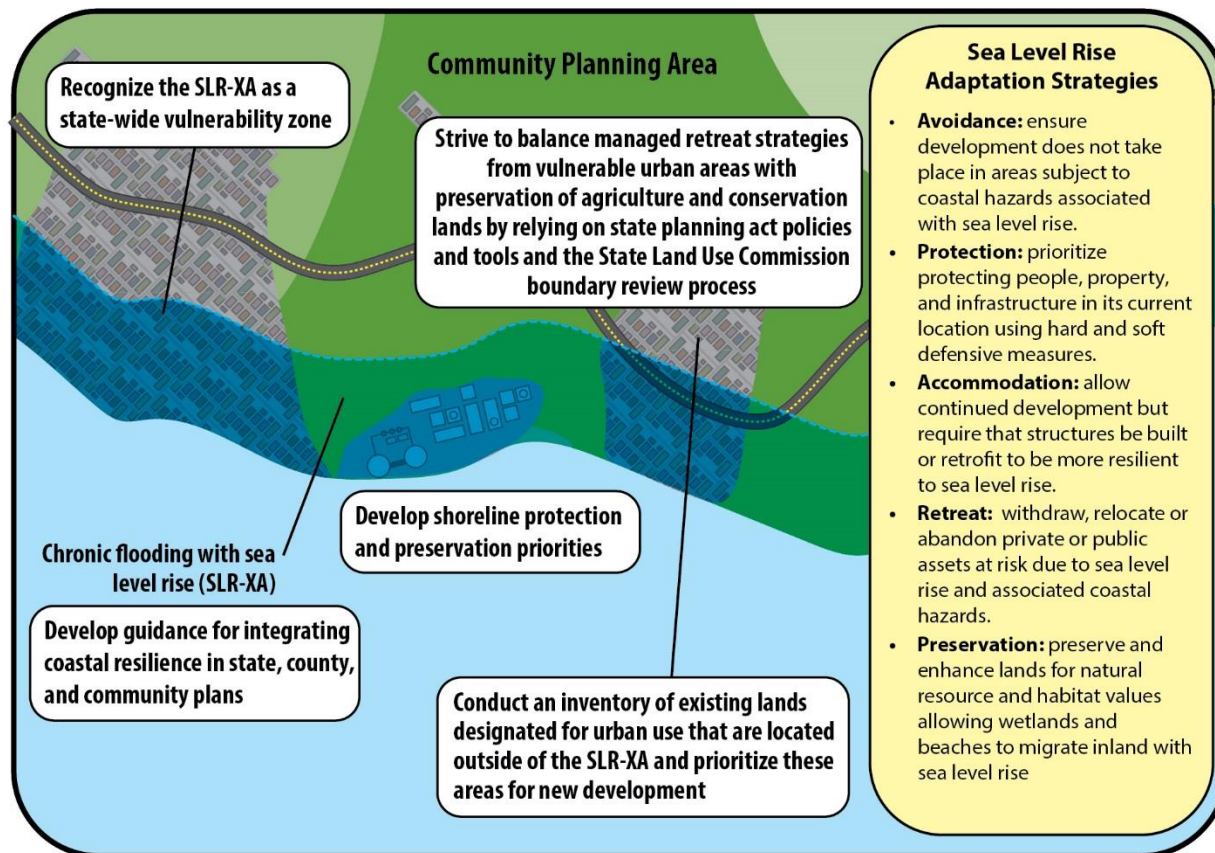 Community Planning Area
Recognize the SLR-XA as a
state-wide vulnerability zone
Strive to balance managed retreat strategies
from vulnerable urban areas with
preservation of agriculture and conservation
lands by relying on state planning act policies
and tools and the State Land Use Commission
boundary review process
Develop shoreline protection
and preservation priorities
Chronic flooding with sea
level rise (SLR-XA)
Develop guidance for integrating
coastal resilience in state, county,
and community plans
Conduct an inventory of existing lands
designated for urban use that are located
outside of the SLR-XA and prioritize these
areas for new development
Sea Level Rise
Adaptation Strategies
• Avoidance: ensure
development does not take
place in areas subject to
coastal hazards associated
with sea level rise.
• Protection: prioritize
protecting people, property,
and infrastructure in its current
location using hard and soft
defensive measures.
• Accommodation: allow
continued development but
require that structures be built
or retrofit to be more resilient
to sea level rise.
• Retreat: withdraw, relocate or
abandon private or public
assets at risk due to sea level
rise and associated coastal
hazards.
• Preservation: preserve and
enhance lands for natural
resource and habitat values
allowing wetlands and
beaches to migrate inland with
sea level rise